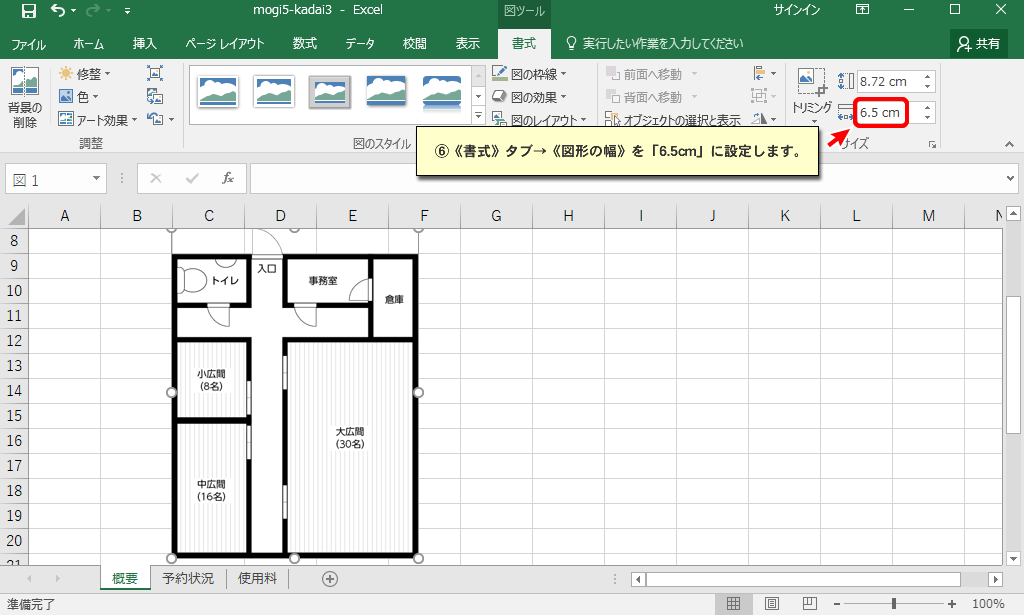 mogi5-kadai3 - Excel
図ツール
サインイン
ファイル ホーム 挿入 ページ レイアウト 数式 データ 校閲 表示 書式 実行したい作業を入力してください 共有
背景の
削除
修整
色
アート効果
調整
図のスタイル
図の枠線
図の効果
図のレイアウト
前面へ移動
背面へ移動
オブジェクトの選択と表示
トリミング
8.72 cm
6.5 cm
サイズ
⑥《書式》タブ→《図形の幅》を「6.5cm」に設定します。
図 1
fx
A B C D E F G H I J K L M N
8
9
10
11
12
13
14
15
16
17
18
19
20
21
トイレ
入口
事務室
倉庫
小広間
(8名)
大広間
(30名)
中広間
(16名)
概要 予約状況 使用料
準備完了
100%